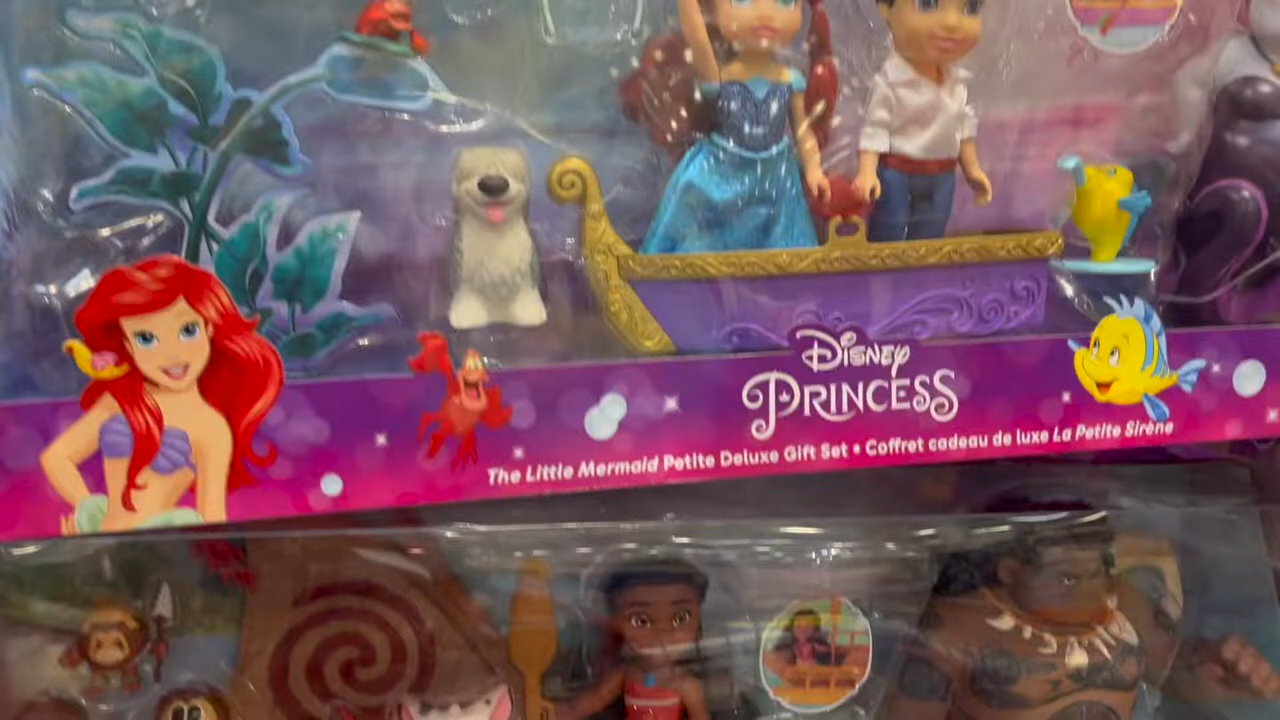 Disney
PRINCESS
The Little Mermaid Petite Deluxe Gift Set • Coffret cadeau de luxe La Petite Sirène